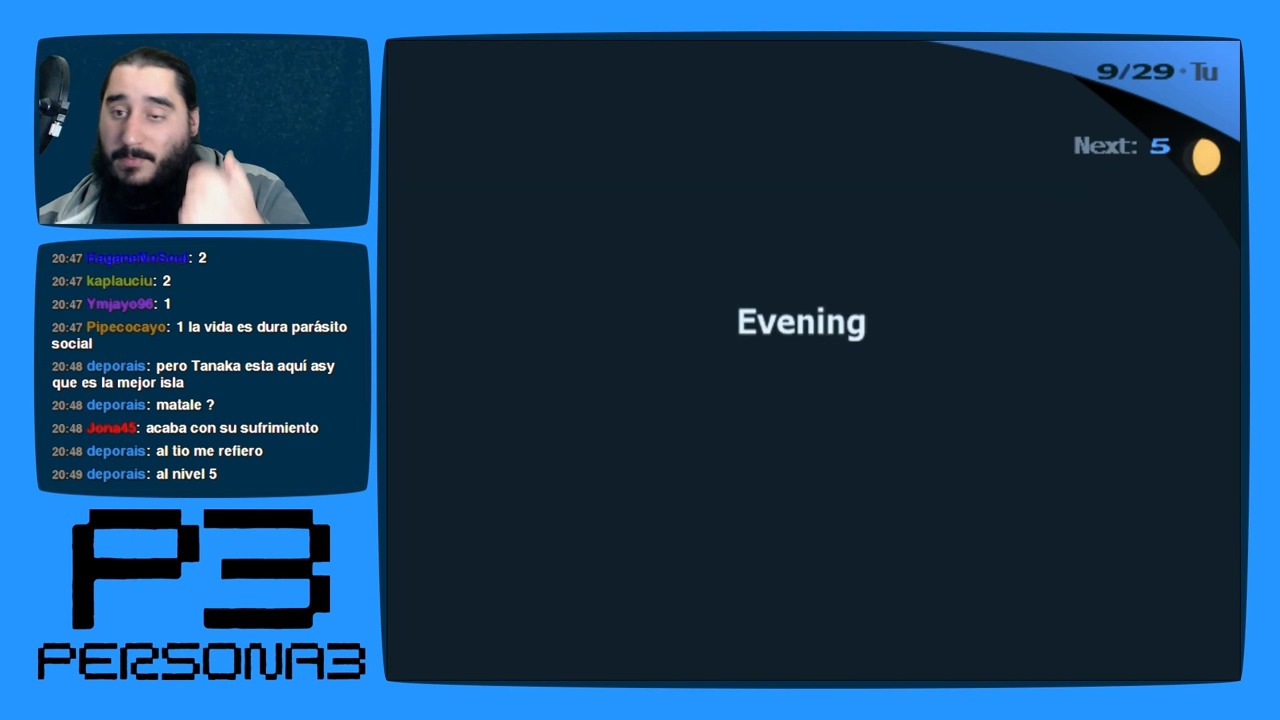 20:47 HaganeNoSoul: 2
20:47 kaplauciu: 2
20:47 Ymjayo96: 1
20:47 Pipecocayo: 1 la vida es dura parásito
social
20:48 deporais: pero Tanaka esta aquí asy
que es la mejor isla
20:48 deporais: matale ?
20:48 Jona45: acaba con su sufrimiento
20:48 deporais: al tio me refiero
20:49 deporais: al nivel 5
P3
PERSONA3
9/29·Tu
Next: 5
Evening